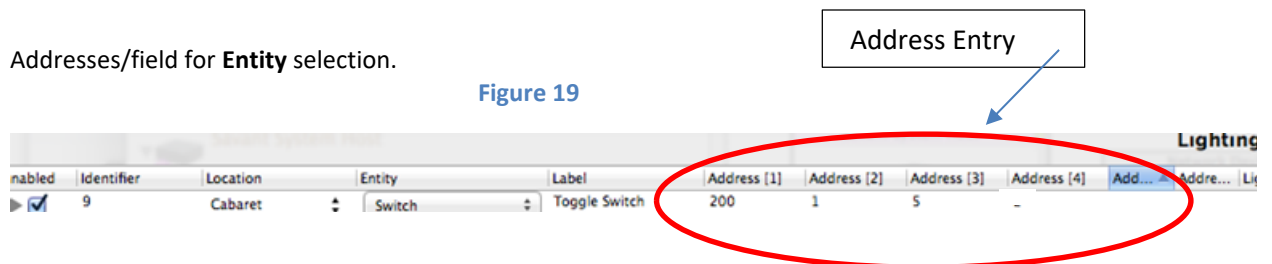 Address Entry
Addresses/field for Entity selection.
Figure 19
Lighting
nabled Identifier Location Entity Label Address [1] Address [2] Address [3] Address [4] Add... Addre... Lig
9 Cabaret Switch Toggle Switch 200 1 5 –